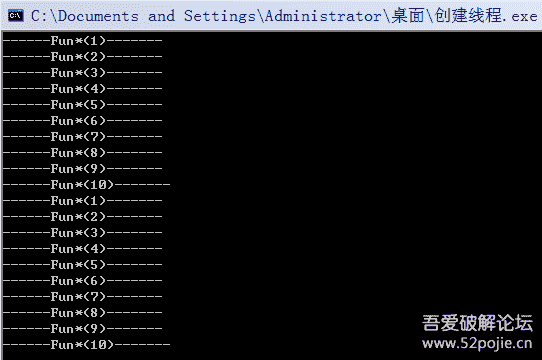 C:\Documents and Settings\Administrator\桌面\创建线程.exe
------Fun*(1)-------
------Fun*(2)-------
------Fun*(3)-------
------Fun*(4)-------
------Fun*(5)-------
------Fun*(6)-------
------Fun*(7)-------
------Fun*(8)-------
------Fun*(9)-------
------Fun*(10)-------
------Fun*(1)-------
------Fun*(2)-------
------Fun*(3)-------
------Fun*(4)-------
------Fun*(5)-------
------Fun*(6)-------
------Fun*(7)-------
------Fun*(8)-------
------Fun*(9)-------
------Fun*(10)-------
吾爱破解论坛
www.52pojie.cn